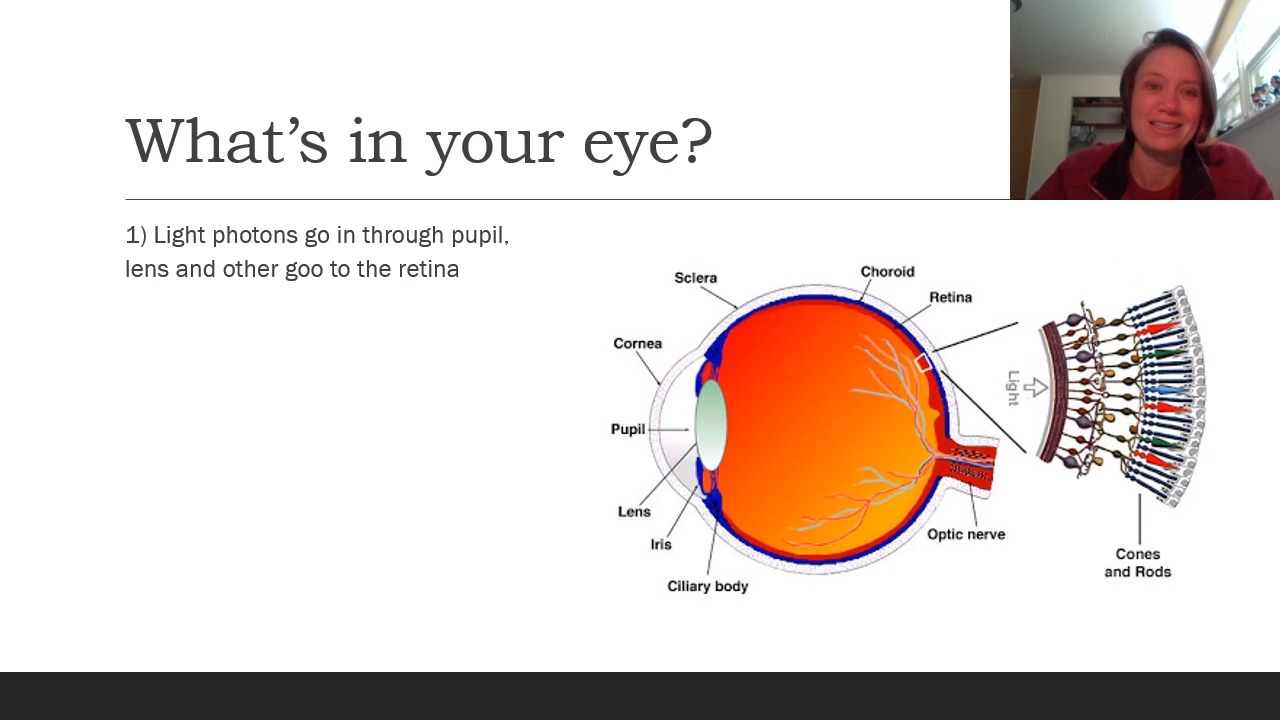 What’s in your eye?
1) Light photons go in through pupil,
lens and other goo to the retina
Sclera
Choroid
Retina
Cornea
Light
Pupil
Lens
Iris
Optic nerve
Ciliary body
Cones
and Rods